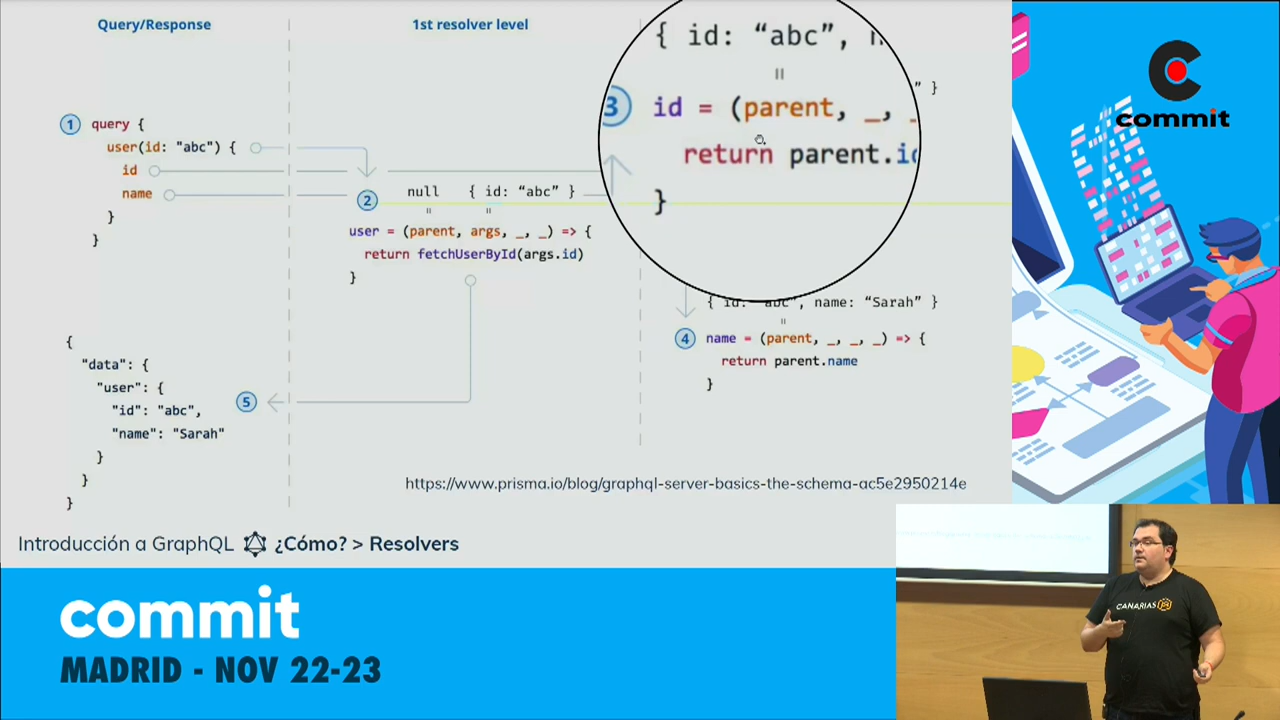 Query/Response
1st resolver level
1
query {
user(id: "abc") {
id
name
}
}
2
null { id: "abc" }
=
=
user = (parent, args, _, _) => {
return fetchUserById(args.id)
}
{ id: "abc",
=
3
id = (parent, _,
" }
return parent.id
}
{ id: "abc", name: "Sarah" }
=
4
name = (parent, _, _, _) => {
return parent.name
}
{
"data": {
"user": {
"id": "abc",
"name": "Sarah"
}
}
}
5
https://www.prisma.io/blog/graphql-server-basics-the-schema-ac5e2950214e
Introducción a GraphQL ¿Cómo? > Resolvers
commit
commit
MADRID - NOV 22-23
CANARIAS